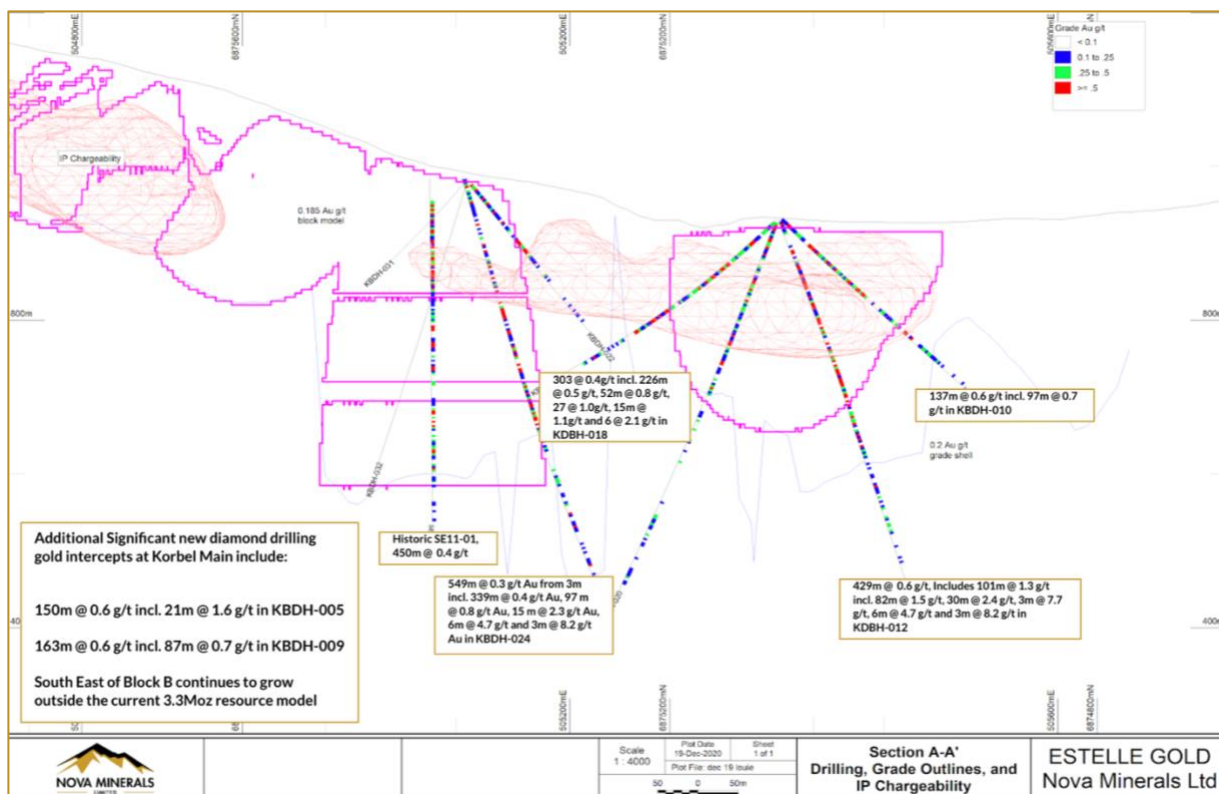 504800mE
6875600mN
505200mE
6875200mN
505600mE
6874800mN
Grade Au g/t
< 0.1
0.1 to .25
.25 to .5
>= .5
IP Chargeability
0.185 Au g/t
block model
KBDH-031
KBDH-022
800m
800m
303 @ 0.4g/t incl. 226m
@ 0.5 g/t, 52m @ 0.8 g/t,
27 @ 1.0g/t, 15m @
1.1g/t and 6 @ 2.1 g/t in
KDBH-018
137m @ 0.6 g/t incl. 97m @ 0.7
g/t in KBDH-010
0.2 Au g/t
grade shell
KBDH-032
Additional Significant new diamond drilling
gold intercepts at Korbel Main include:
150m @ 0.6 g/t incl. 21m @ 1.6 g/t in KBDH-005
163m @ 0.6 g/t incl. 87m @ 0.7 g/t in KBDH-009
South East of Block B continues to grow
outside the current 3.3Moz resource model
Historic SE11-01,
450m @ 0.4 g/t
549m @ 0.3 g/t Au from 3m
incl. 339m @ 0.4 g/t Au, 97 m
@ 0.8 g/t Au, 15 m @ 2.3 g/t Au,
6m @ 4.7 g/t and 3m @ 8.2 g/t
Au in KBDH-024
429m @ 0.6 g/t, Includes 101m @ 1.3 g/t
incl. 82m @ 1.5 g/t, 30m @ 2.4 g/t, 3m @ 7.7
g/t, 6m @ 4.7 g/t and 3m @ 8.2 g/t in
KDBH-012
400m
505200mE
6875200mN
505600mE
6874800mN
NOVA MINERALS
LIMITED
Scale
1 : 4000
Plot Date
19-Dec-2020
Sheet
1 of 1
Plot File: dec 19 louie
50 0 50m
Section A-A'
Drilling, Grade Outlines, and
IP Chargeability
ESTELLE GOLD
Nova Minerals Ltd